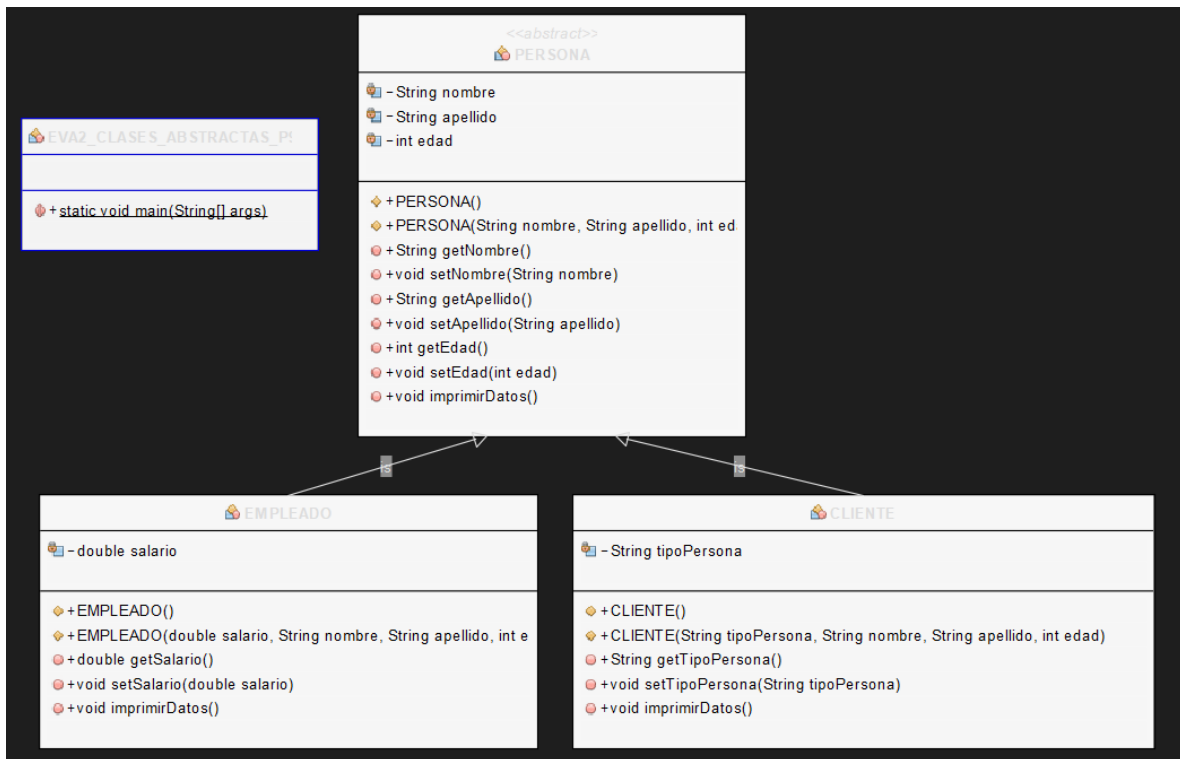 <<abstract>>
PERSONA
-String nombre
-String apellido
-int edad
EVA2_CLASES_ABSTRACTAS_P
+static void main(String[] args)
+PERSONA()
+PERSONA(String nombre, String apellido, int ed
+String getNombre()
+void setNombre(String nombre)
+String getApellido()
+void setApellido(String apellido)
+int getEdad()
+void setEdad(int edad)
+void imprimirDatos()
is
is
EMPLEADO
-double salario
+EMPLEADO()
+EMPLEADO(double salario, String nombre, String apellido, int e
+double getSalario()
+void setSalario(double salario)
+void imprimirDatos()
CLIENTE
-String tipoPersona
+CLIENTE()
+CLIENTE(String tipoPersona, String nombre, String apellido, int edad)
+String getTipoPersona()
+void setTipoPersona(String tipoPersona)
+void imprimirDatos()